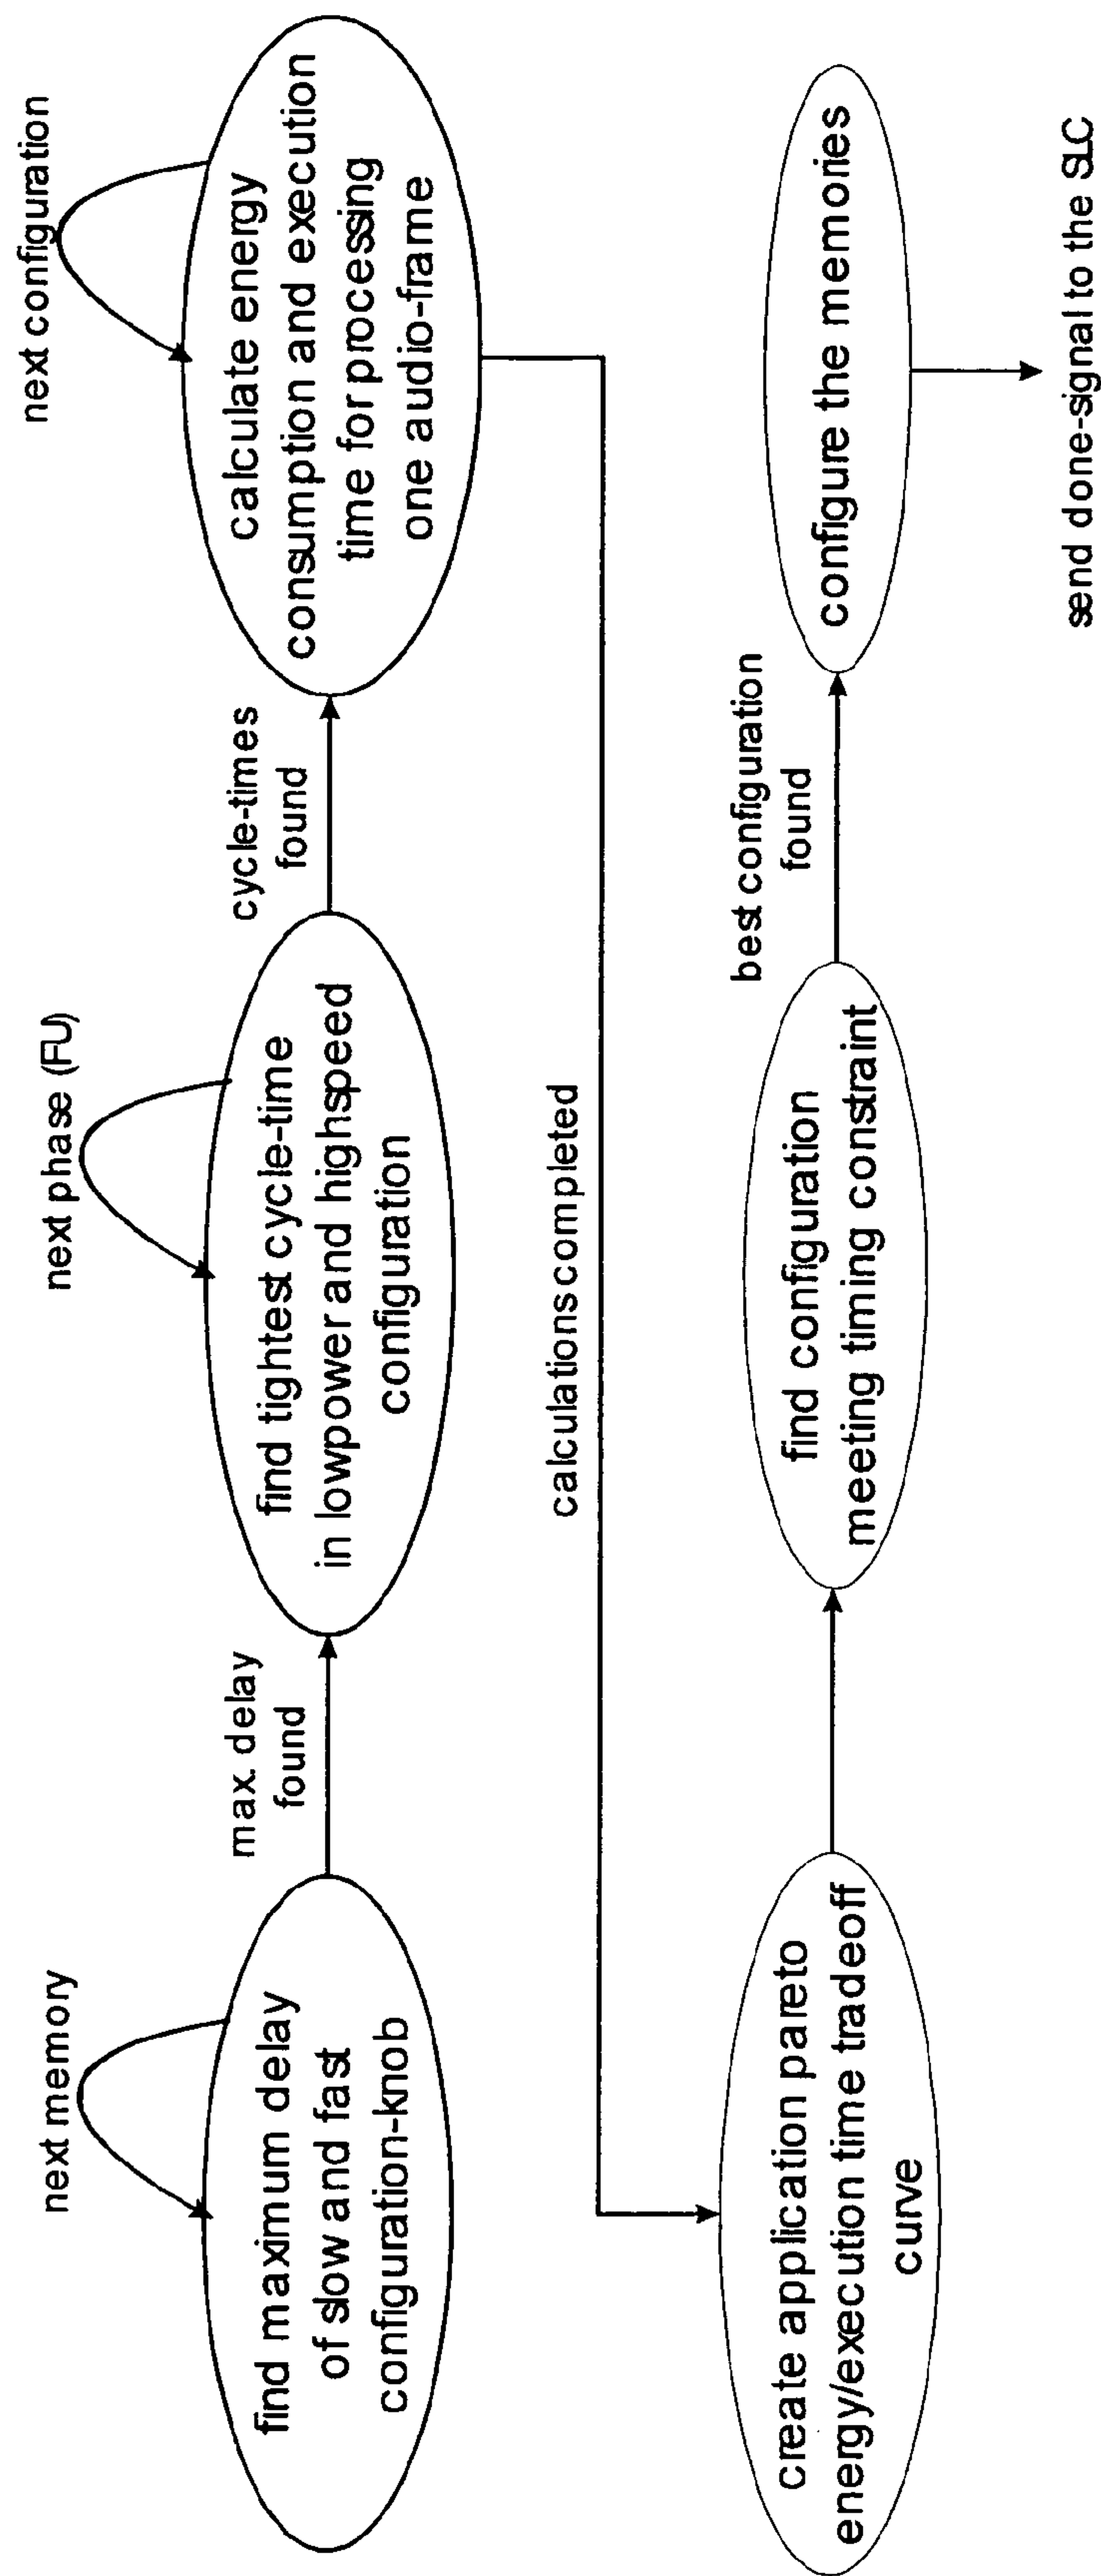 next memory
find maximum delay
of slow and fast
configuration-knob
max. delay
found
next phase (FU)
find tightest cycle-time
in lowpower and highspeed
configuration
cycle-times
found
next configuration
calculate energy
consumption and execution
time for processing
one audio-frame
calculations completed
create application pareto
energy/execution time tradeoff
curve
find configuration
meeting timing constraint
best configuration
found
configure the memories
send done-signal to the SLC